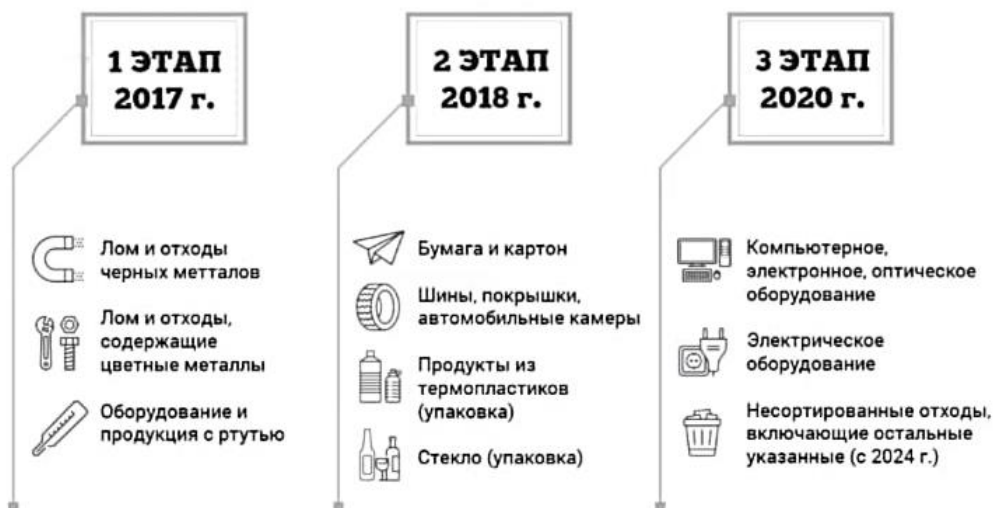 1 ЭТАП
2017 г.
Лом и отходы
черных метталов
Лом и отходы,
содержащие
цветные металлы
Оборудование и
продукция с ртутью
2 ЭТАП
2018 г.
Бумага и картон
Шины, покрышки,
автомобильные камеры
Продукты из
термопластиков
(упаковка)
Стекло (упаковка)
3 ЭТАП
2020 г.
Компьютерное,
электронное, оптическое
оборудование
Электрическое
оборудование
Несортированные отходы,
включающие остальные
указанные (с 2024 г.)